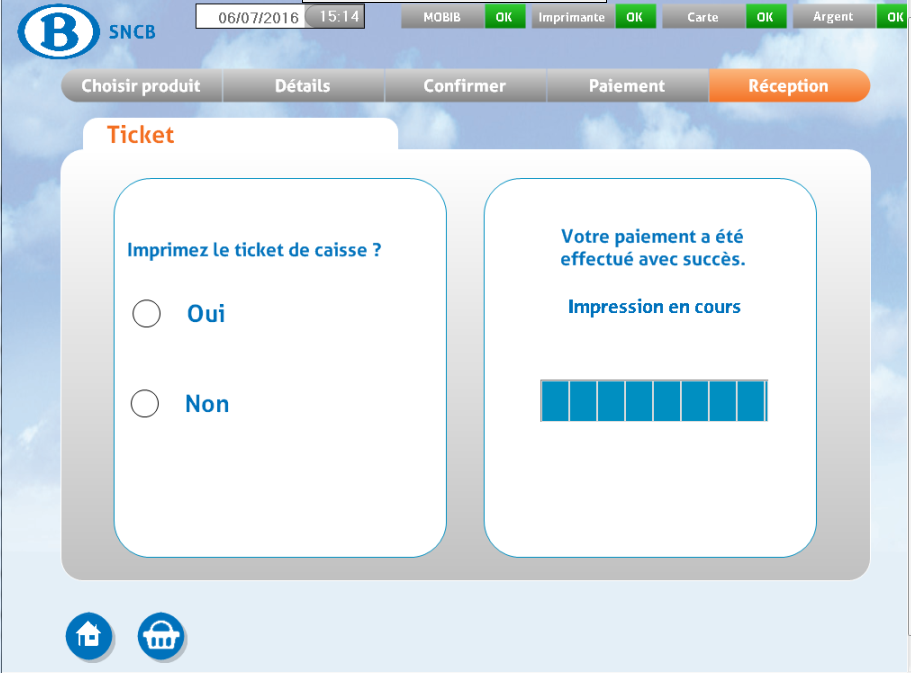 B SNCB
06/07/2016 15:14
MOBIB OK Imprimante OK Carte OK Argent OK
Choisir produit Détails Confirmer Paiement Réception
Ticket
Imprimez le ticket de caisse ?
Oui
Non
Votre paiement a été
effectué avec succès.
Impression en cours